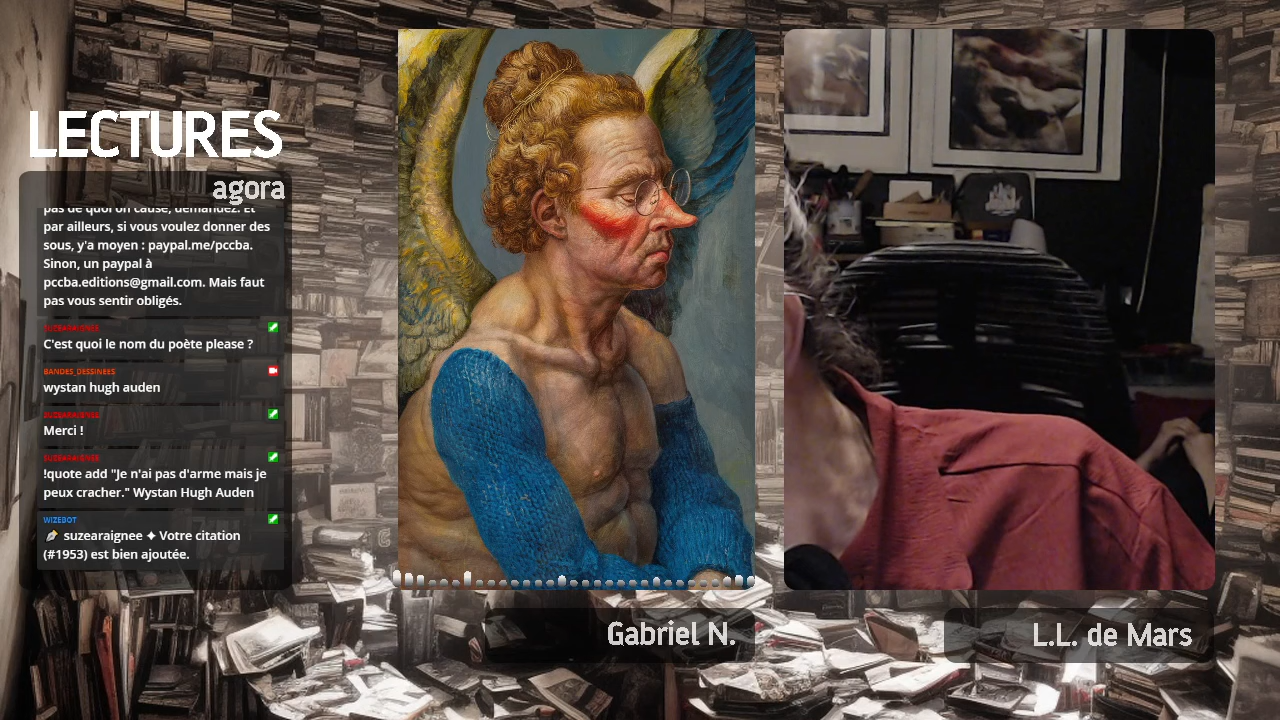 LECTURES
agora
pas de quoi on cause, demandez. Et
par ailleurs, si vous voulez donner des
sous, y'a moyen : paypal.me/pccba.
Sinon, un paypal à
pccba.editions@gmail.com. Mais faut
pas vous sentir obligés.
SUZEARAIGNEE
C'est quoi le nom du poète please ?
BANDES_DESSINEES
wystan hugh auden
SUZEARAIGNEE
Merci !
SUZEARAIGNEE
!quote add "Je n'ai pas d'arme mais je
peux cracher." Wystan Hugh Auden
WIZEBOT
suzearaignee ✦ Votre citation
(#1953) est bien ajoutée.
Gabriel N.
L.L. de Mars